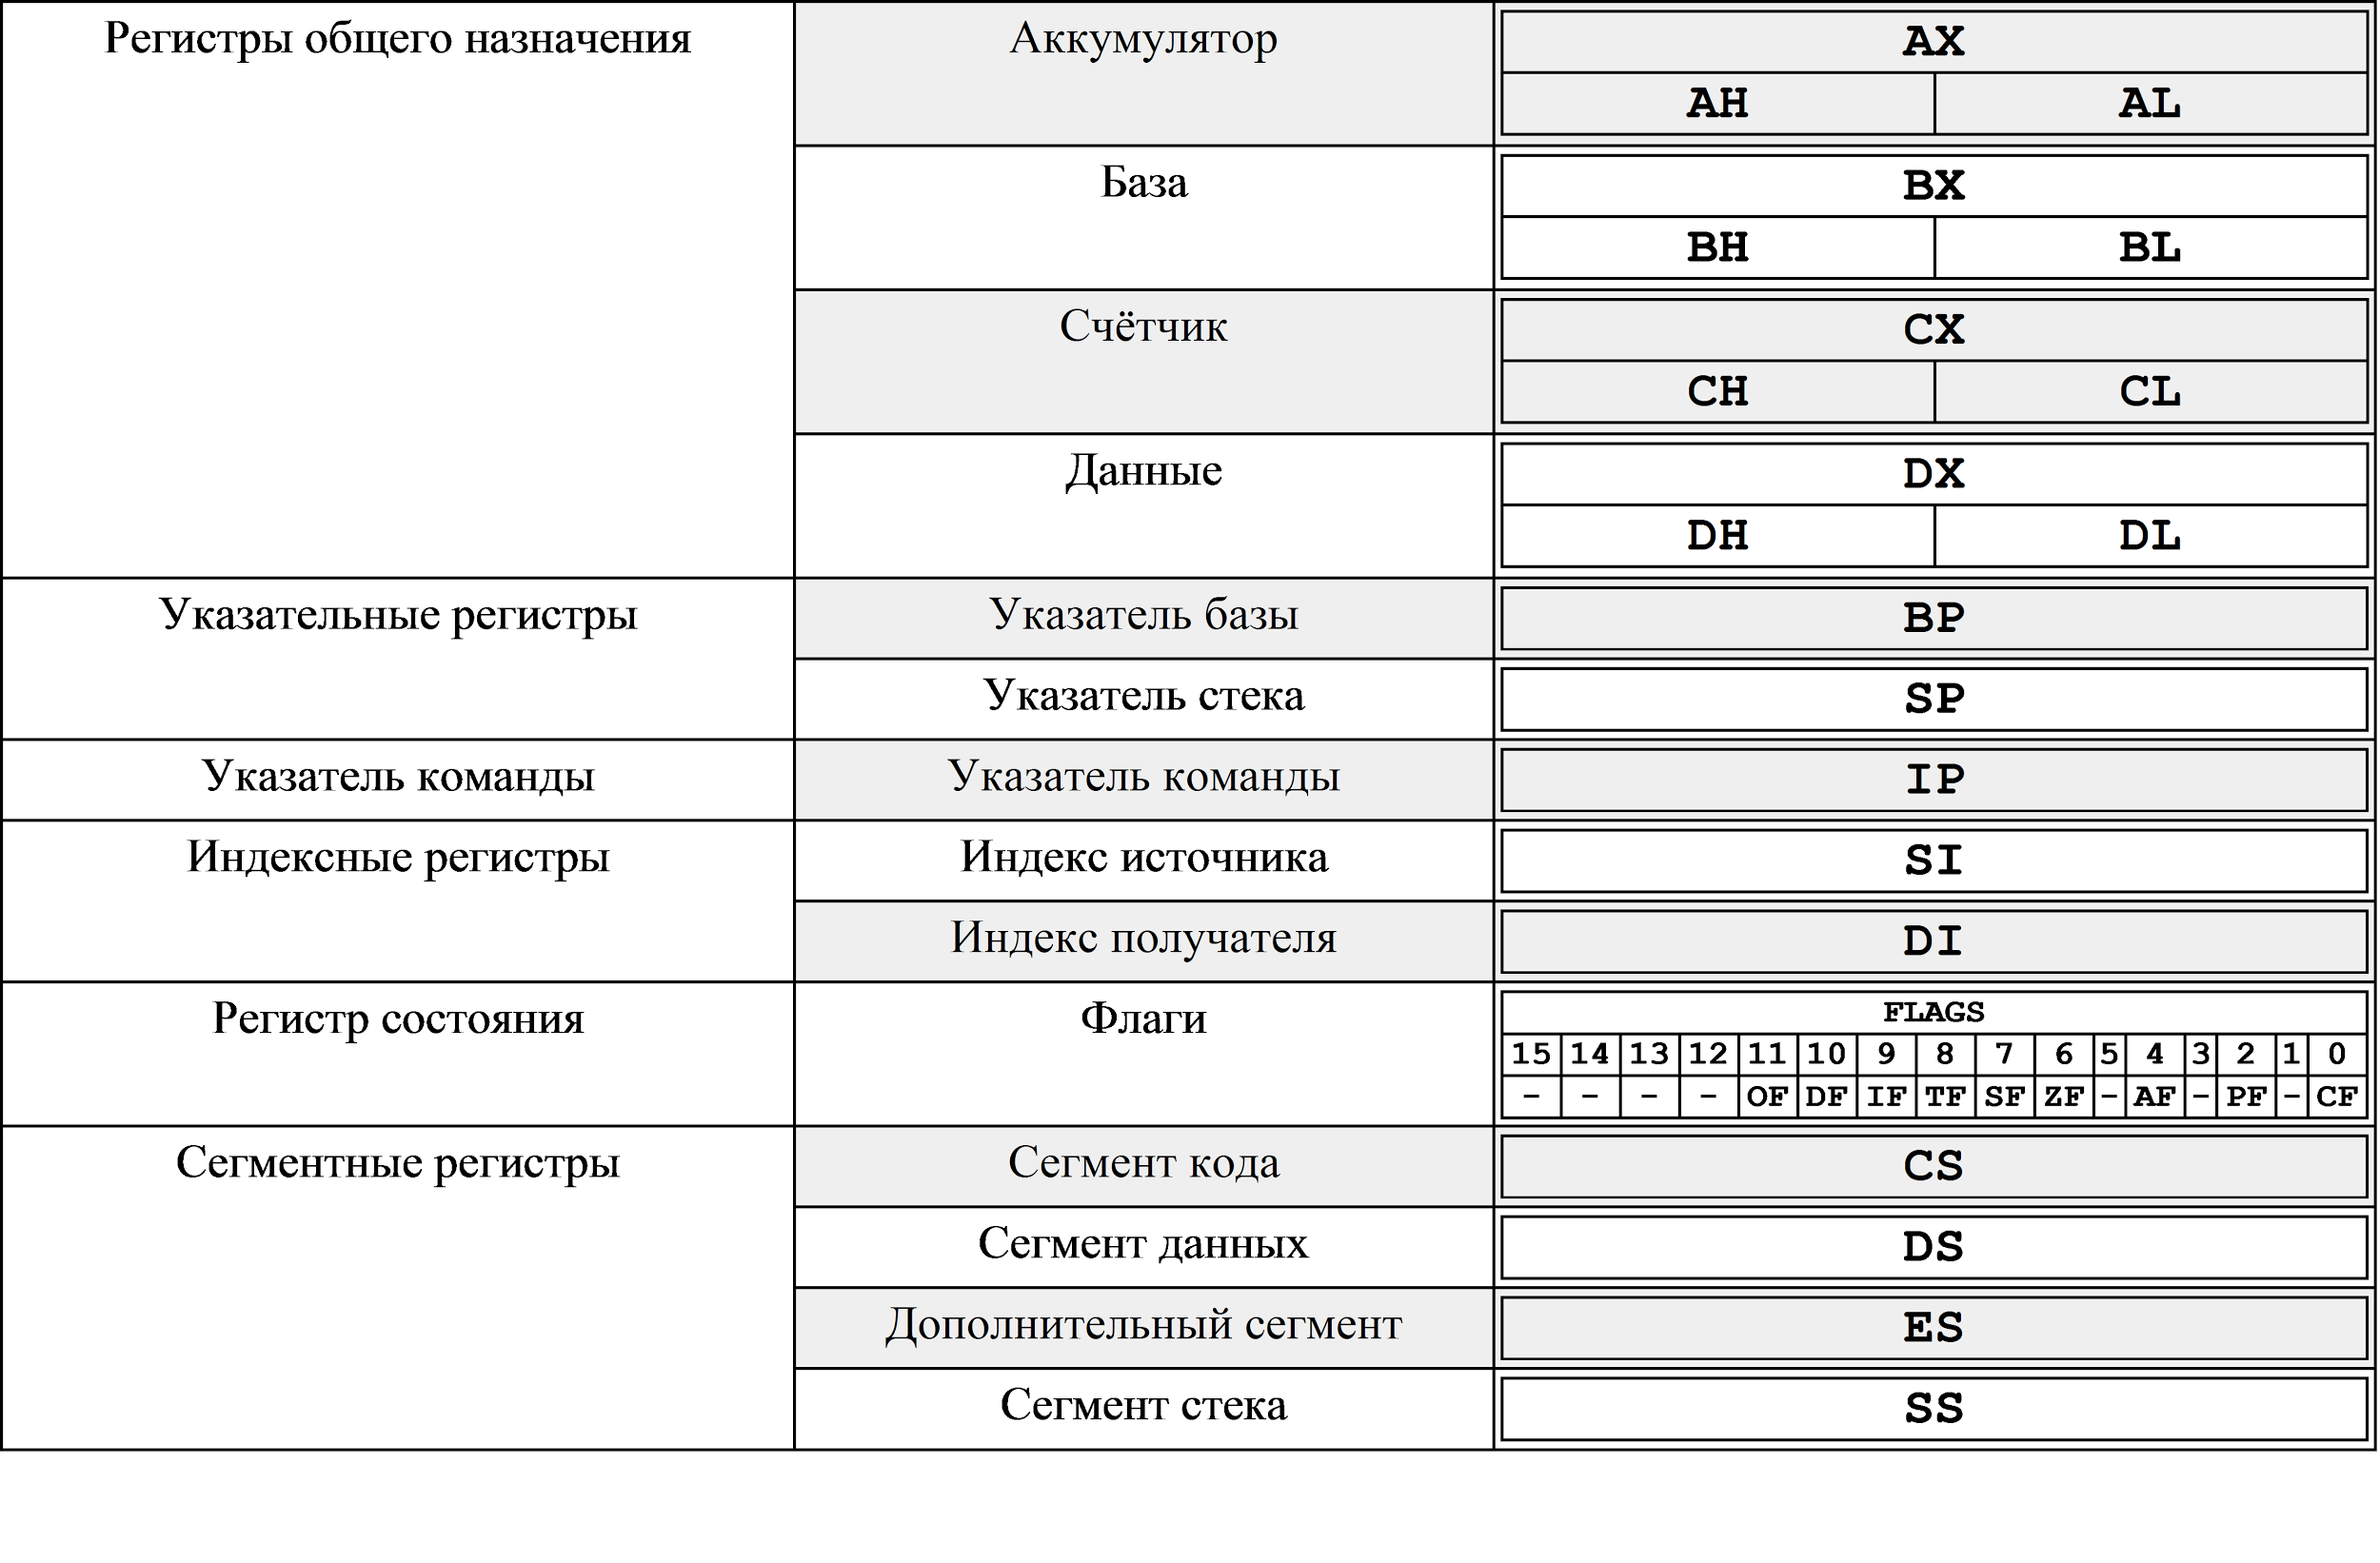 Регистры общего назначения Аккумулятор AX
AH AL
База BX
BH BL
Счётчик CX
CH CL
Данные DX
DH DL
Указательные регистры Указатель базы BP
Указатель стека SP
Указатель команды Указатель команды IP
Индексные регистры Индекс источника SI
Индекс получателя DI
Регистр состояния Флаги FLAGS
15 14 13 12 11 10 9 8 7 6 5 4 3 2 1 0
- - - - OF DF IF TF SF ZF - AF - PF - CF
Сегментные регистры Сегмент кода CS
Сегмент данных DS
Дополнительный сегмент ES
Сегмент стека SS